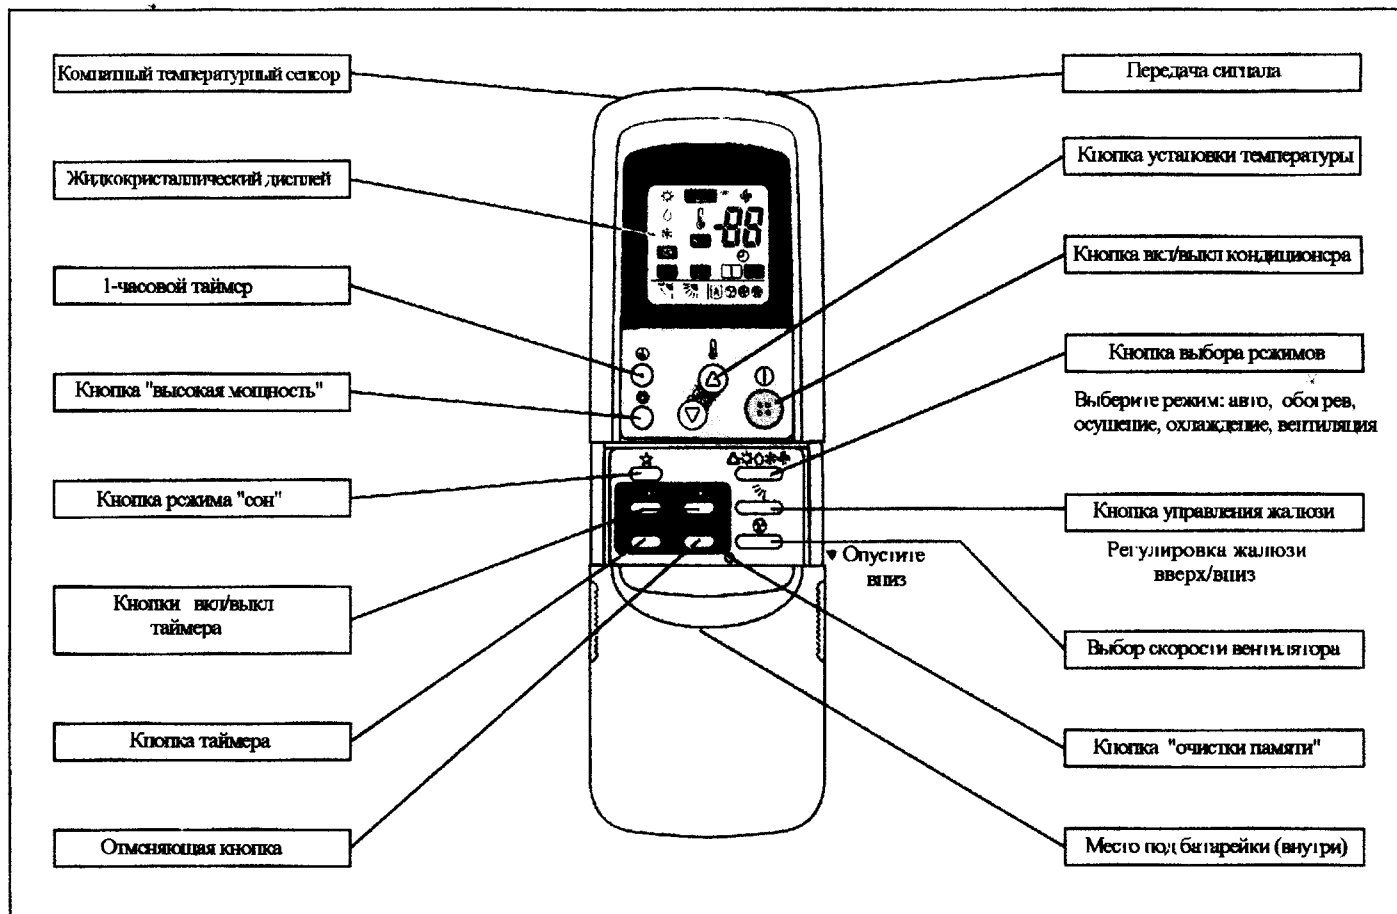 Комнатный температурный сенсор
Жидкокристаллический дисплей
1-часовой таймер
Кнопка "высокая мощность"
Кнопка режима "сон"
Кнопки вкл/выкл
таймера
Кнопка таймера
Отменяющая кнопка
88
▼ Опустите
вниз
Передача сигнала
Кнопка установки температуры
Кнопка вкл/выкл кондиционера
Кнопка выбора режимов
Выберите режим: авто, обогрев,
осушение, охлаждение, вентиляция
Кнопка управления жалюзи
Регулировка жалюзи
вверх/вниз
Выбор скорости вентилятора
Кнопка "очистки памяти"
Место под батарейки (внутри)